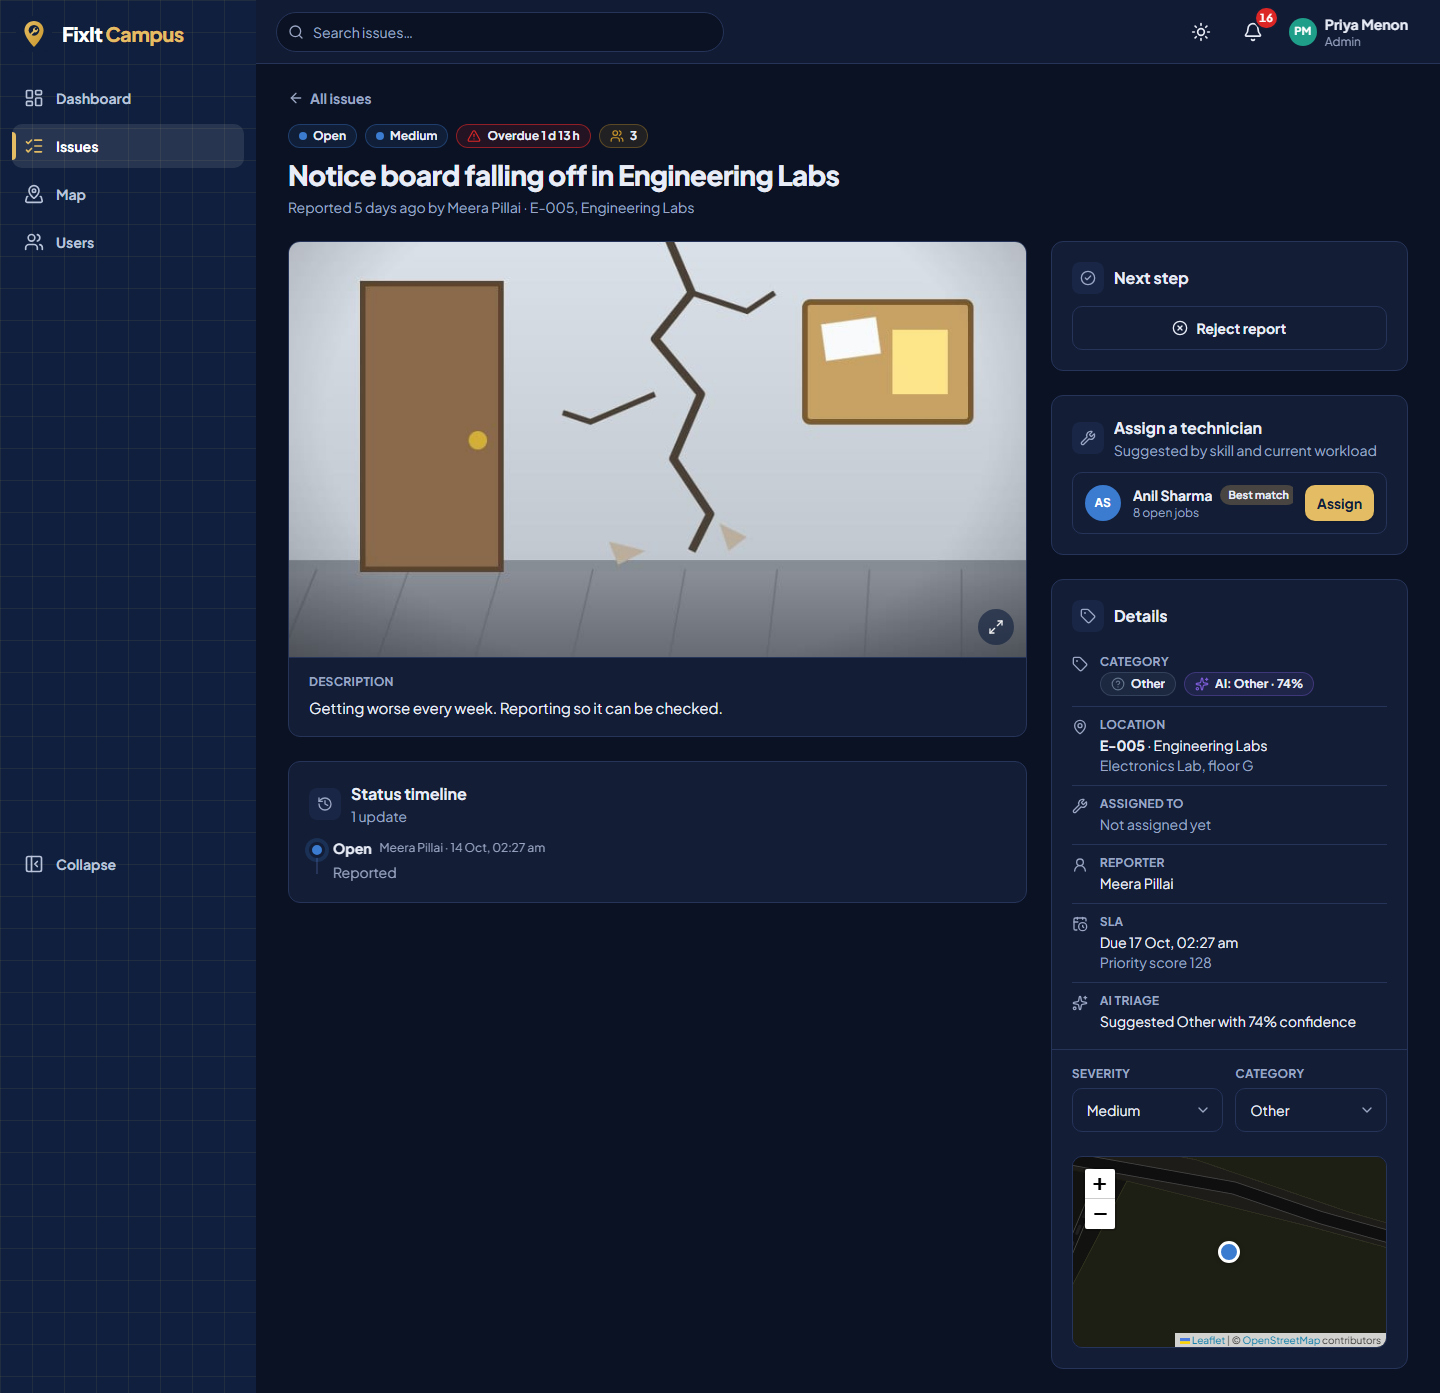 FixIt Campus
Search issues...
16
PM
Priya Menon
Admin
Dashboard
Issues
Map
Users
Collapse
All issues
Open
Medium
Overdue 1 d 13 h
3
Notice board falling off in Engineering Labs
Reported 5 days ago by Meera Pillai · E-005, Engineering Labs
DESCRIPTION
Getting worse every week. Reporting so it can be checked.
Status timeline
1 update
Open Meera Pillai · 14 Oct, 02:27 am
Reported
Next step
Reject report
Assign a technician
Suggested by skill and current workload
AS
Anil Sharma Best match
8 open jobs
Assign
Details
CATEGORY
Other AI: Other · 74%
LOCATION
E-005 · Engineering Labs
Electronics Lab, floor G
ASSIGNED TO
Not assigned yet
REPORTER
Meera Pillai
SLA
Due 17 Oct, 02:27 am
Priority score 128
AI TRIAGE
Suggested Other with 74% confidence
SEVERITY CATEGORY
Medium Other
+
−
Leaflet | © OpenStreetMap contributors